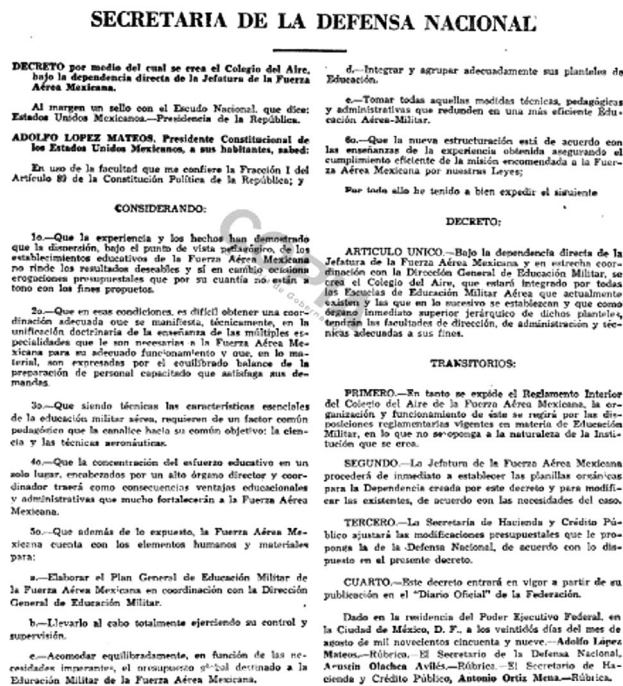 SECRETARIA DE LA DEFENSA NACIONAL
DECRETO por medio del cual se crea el Colegio del Aire,
bajo la dependencia directa de la Jefatura de la Fuerza
Aérea Mexicana.
Al margen un sello con el Escudo Nacional, que dice:
Estados Unidos Mexicanos.—Presidencia de la República.
ADOLFO LOPEZ MATEOS, Presidente Constitucional de
los Estados Unidos Mexicanos, a sus habitantes, sabed:
En uso de la facultad que me confiere la Fracción I del
Artículo 89 de la Constitución Política de la República; y
CONSIDERANDO:
1o.—Que la experiencia y los hechos han demostrado
que la dispersión, bajo el punto de vista pedagógico, de los
establecimientos educativos de la Fuerza Aérea Mexicana
no rinde los resultados deseables y sí en cambio ocasiona
erogaciones presupuestales que por su cuantía no están a
tono con los fines propuetos.
2o.—Que en esas condiciones, es difícil obtener una coor-
dinación adecuada que se manifiesta, técnicamente, en la
unificación doctrinaria de la enseñanza de las múltiples es-
pecialidades que le son necesarias a la Fuerza Aérea Me-
xicana para su adecuado funcionamiento y que, en lo ma-
terial, son expresadas por el equilibrado balance de la
preparación de personal capacitado que satisfaga sus de-
mandas.
3o.—Que siendo técnicas las características esenciales
de la educación militar aérea, requieren de un factor común
pedagógico que la canalice hacia su común objetivo: la cien-
cia y las técnicas aeronáuticas.
4o.—Que la concentración del esfuerzo educativo en un
solo lugar, encabezados por un alto órgano director y coor-
dinador traerá como consecuencias ventajas educacionales
y administrativas que mucho fortalecerán a la Fuerza Aérea
Mexicana.
5o.—Que además de lo expuesto, la Fuerza Aérea Me-
xicana cuenta con los elementos humanos y materiales
para:
a.—Elaborar el Plan General de Educación Militar de
la Fuerza Aérea Mexicana en coordinación con la Dirección
General de Educación Militar.
b.—Llevarlo al cabo totalmente ejerciendo su control y
supervisión.
c.—Acomodar equilibradamente, en función de las ne-
cesidades imperantes, el presupuesto global destinado a la
Educación Militar de la Fuerza Aérea Mexicana.
d.—Integrar y agrupar adecuadamente sus planteles de
Educación.
e.—Tomar todas aquellas medidas técnicas, pedagógicas
y administrativas que redunden en una más eficiente Edu-
cación Aérea-Militar.
6o.—Que la nueva estructuración está de acuerdo con
las enseñanzas de la experiencia obtenida asegurando el
cumplimiento eficiente de la misión encomendada a la Fuer-
za Aérea Mexicana por nuestras Leyes;
Por todo ello he tenido a bien expedir el siguiente
DECRETO:
ARTICULO UNICO.—Bajo la dependencia directa de la
Jefatura de la Fuerza Aérea Mexicana y en estrecha coor-
dinación con la Dirección General de Educación Militar, se
crea el Colegio del Aire, que estará integrado por todas
las Escuelas de Educación Militar Aérea que actualmente
existen y las que en lo sucesivo se establezcan y que como
órgano inmediato superior jerárquico de dichos planteles,
tendrán las facultades de dirección, de administración y téc-
nicas adecuadas a sus fines.
TRANSITORIOS:
PRIMERO.—En tanto se expide el Reglamento Interior
del Colegio del Aire de la Fuerza Aérea Mexicana, la or-
ganización y funcionamiento de éste se regirá por las dis-
posiciones reglamentarias vigentes en materia de Educación
Militar, en lo que no se oponga a la naturaleza de la Insti-
tución que se crea.
SEGUNDO.—La Jefatura de la Fuerza Aérea Mexicana
procederá de inmediato a establecer las planillas orgánicas
para la Dependencia creada por este decreto y para modifi-
car las existentes, de acuerdo con las necesidades del caso.
TERCERO.—La Secretaría de Hacienda y Crédito Pú-
blico ajustará las modificaciones presupuestales que le pro-
ponga la de la Defensa Nacional, de acuerdo con lo dis-
puesto en el presente decreto.
CUARTO.—Este decreto entrará en vigor a partir de su
publicación en el "Diario Oficial" de la Federación.
Dado en la residencia del Poder Ejecutivo Federal, en
la Ciudad de México, D. F., a los veintidós días del mes de
agosto de mil novecientos cincuenta y nueve.—Adolfo López
Mateos.—Rúbrica.—El Secretario de la Defensa Nacional,
Agustín Olachea Avilés.—Rúbrica.—El Secretario de Ha-
cienda y Crédito Público, Antonio Ortiz Mena.—Rúbrica.
COPIA
de Gober